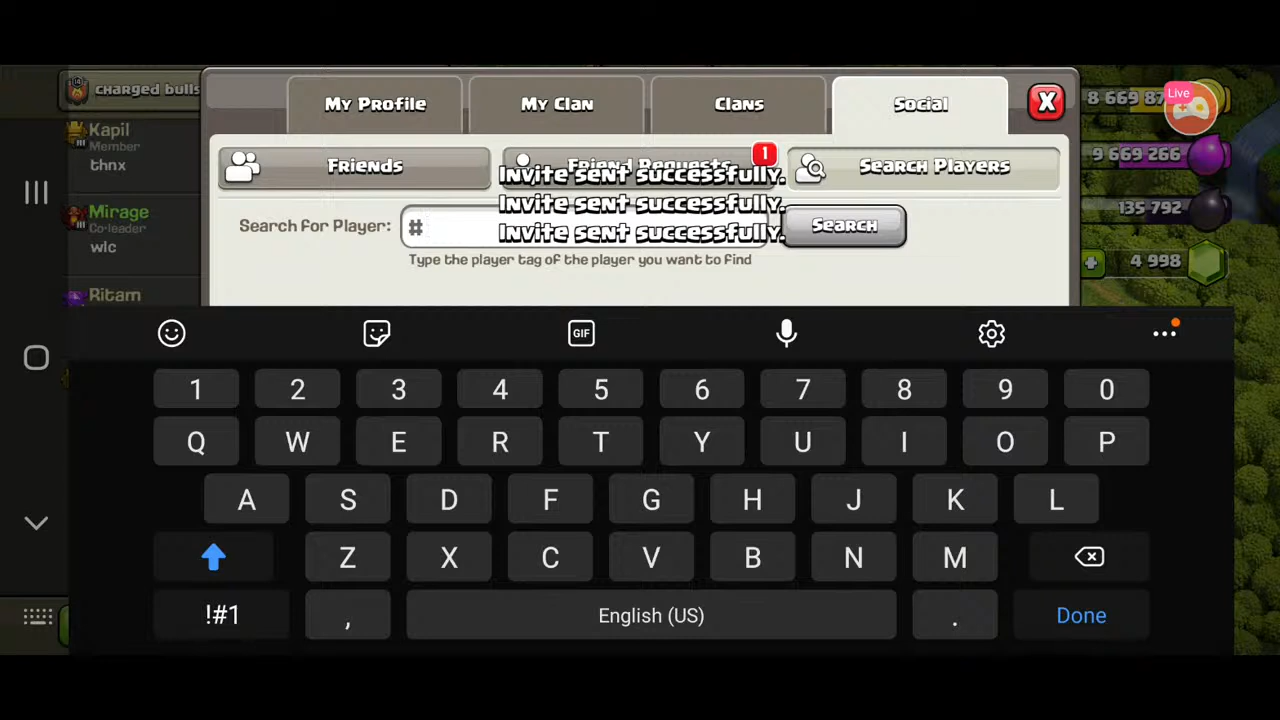 charged bulls
My Profile
My Clan
Clans
Social
X
8 669 87
Live
Kapil
Member
thnx
Friends
Friend Requests
1
Search Players
9 669 266
Invite sent successfully.
Invite sent successfully.
Invite sent successfully.
Mirage
Co-leader
wlc
Search for Player:
#
Search
135 792
Type the player tag of the player you want to find
4 998
Ritam
GIF
1 2 3 4 5 6 7 8 9 0
Q W E R T Y U I O P
A S D F G H J K L
Z X C V B N M
!#1 , English (US) . Done